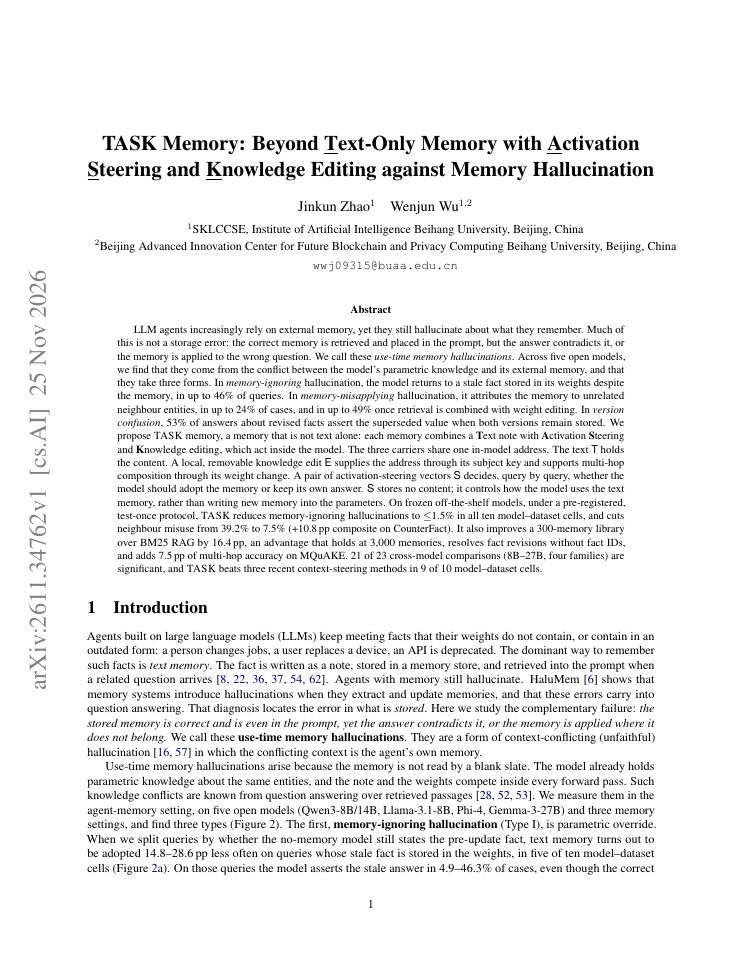 arXiv:2611.34762v1 [cs.AI] 25 Nov 2026
TASK Memory: Beyond Text-Only Memory with Activation
Steering and Knowledge Editing against Memory Hallucination
Jinkun Zhao1 Wenjun Wu1,2
1SKLCCSE, Institute of Artificial Intelligence Beihang University, Beijing, China
2Beijing Advanced Innovation Center for Future Blockchain and Privacy Computing Beihang University, Beijing, China
wwj09315@buaa.edu.cn
Abstract
LLM agents increasingly rely on external memory, yet they still hallucinate about what they remember. Much of
this is not a storage error: the correct memory is retrieved and placed in the prompt, but the answer contradicts it, or
the memory is applied to the wrong question. We call these use-time memory hallucinations. Across five open models,
we find that they come from the conflict between the model's parametric knowledge and its external memory, and that
they take three forms. In memory-ignoring hallucination, the model returns to a stale fact stored in its weights despite
the memory, in up to 46% of queries. In memory-misapplying hallucination, it attributes the memory to unrelated
neighbour entities, in up to 24% of cases, and in up to 49% once retrieval is combined with weight editing. In version
confusion, 53% of answers about revised facts assert the superseded value when both versions remain stored. We
propose TASK memory, a memory that is not text alone: each memory combines a Text note with Activation Steering
and Knowledge editing, which act inside the model. The three carriers share one in-model address. The text T holds
the content. A local, removable knowledge edit E supplies the address through its subject key and supports multi-hop
composition through its weight change. A pair of activation-steering vectors S decides, query by query, whether the
model should adopt the memory or keep its own answer. S stores no content; it controls how the model uses the text
memory, rather than writing new memory into the parameters. On frozen off-the-shelf models, under a pre-registered,
test-once protocol, TASK reduces memory-ignoring hallucinations to ≤1.5% in all ten model–dataset cells, and cuts
neighbour misuse from 39.2% to 7.5% (+10.8 pp composite on CounterFact). It also improves a 300-memory library
over BM25 RAG by 16.4 pp, an advantage that holds at 3,000 memories, resolves fact revisions without fact IDs,
and adds 7.5 pp of multi-hop accuracy on MQuAKE. 21 of 23 cross-model comparisons (8B–27B, four families) are
significant, and TASK beats three recent context-steering methods in 9 of 10 model–dataset cells.
1 Introduction
Agents built on large language models (LLMs) keep meeting facts that their weights do not contain, or contain in an
outdated form: a person changes jobs, a user replaces a device, an API is deprecated. The dominant way to remember
such facts is text memory. The fact is written as a note, stored in a memory store, and retrieved into the prompt when
a related question arrives [8, 22, 36, 37, 54, 62]. Agents with memory still hallucinate. HaluMem [6] shows that
memory systems introduce hallucinations when they extract and update memories, and that these errors carry into
question answering. That diagnosis locates the error in what is stored. Here we study the complementary failure: the
stored memory is correct and is even in the prompt, yet the answer contradicts it, or the memory is applied where it
does not belong. We call these use-time memory hallucinations. They are a form of context-conflicting (unfaithful)
hallucination [16, 57] in which the conflicting context is the agent's own memory.
Use-time memory hallucinations arise because the memory is not read by a blank slate. The model already holds
parametric knowledge about the same entities, and the note and the weights compete inside every forward pass. Such
knowledge conflicts are known from question answering over retrieved passages [28, 52, 53]. We measure them in the
agent-memory setting, on five open models (Qwen3-8B/14B, Llama-3.1-8B, Phi-4, Gemma-3-27B) and three memory
settings, and find three types (Figure 2). The first, memory-ignoring hallucination (Type I), is parametric override.
When we split queries by whether the no-memory model still states the pre-update fact, text memory turns out to
be adopted 14.8–28.6 pp less often on queries whose stale fact is stored in the weights, in five of ten model–dataset
cells (Figure 2a). On those queries the model asserts the stale answer in 4.9–46.3% of cases, even though the correct
1